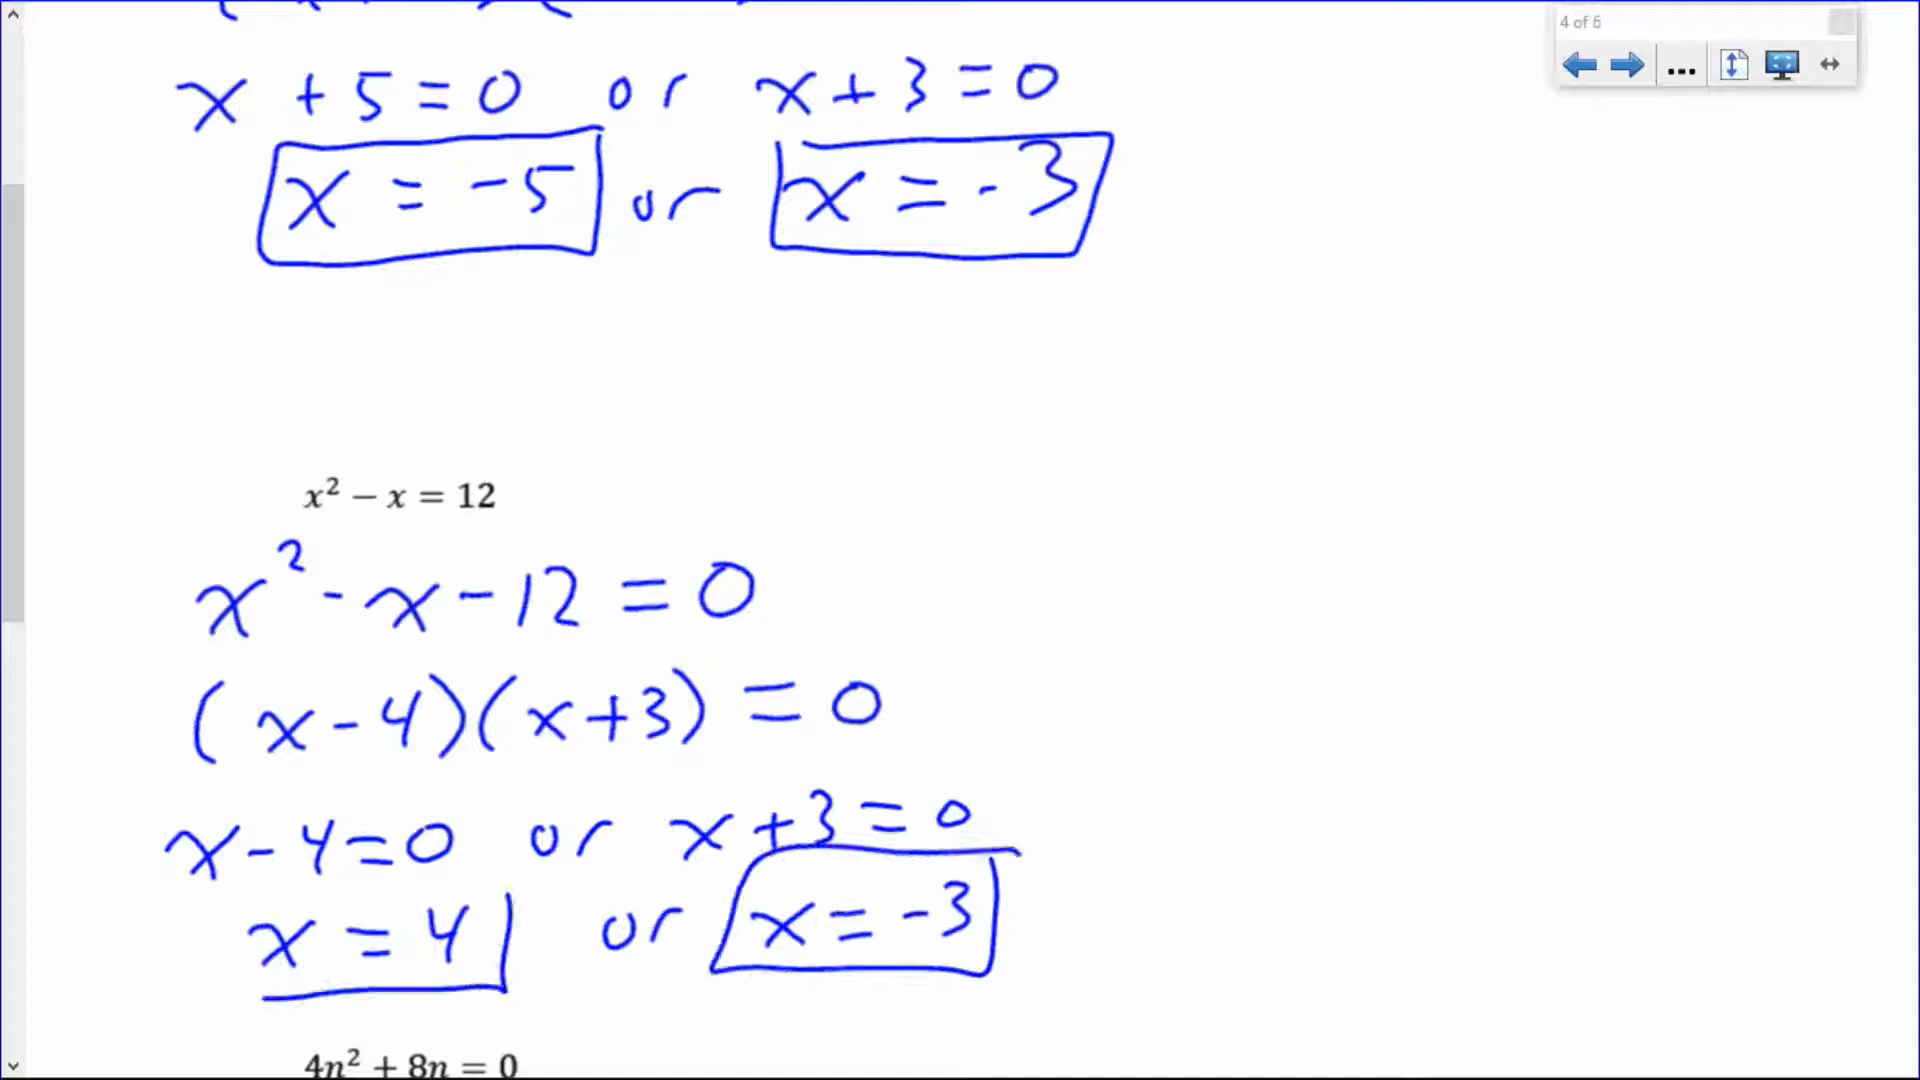 4 of 6
x + 5 = 0 or x + 3 = 0
x = -5 or x = -3
x² − x = 12
x² - x - 12 = 0
(x - 4)(x + 3) = 0
x - 4 = 0 or x + 3 = 0
x = 4 or x = -3
4n² + 8n = 0